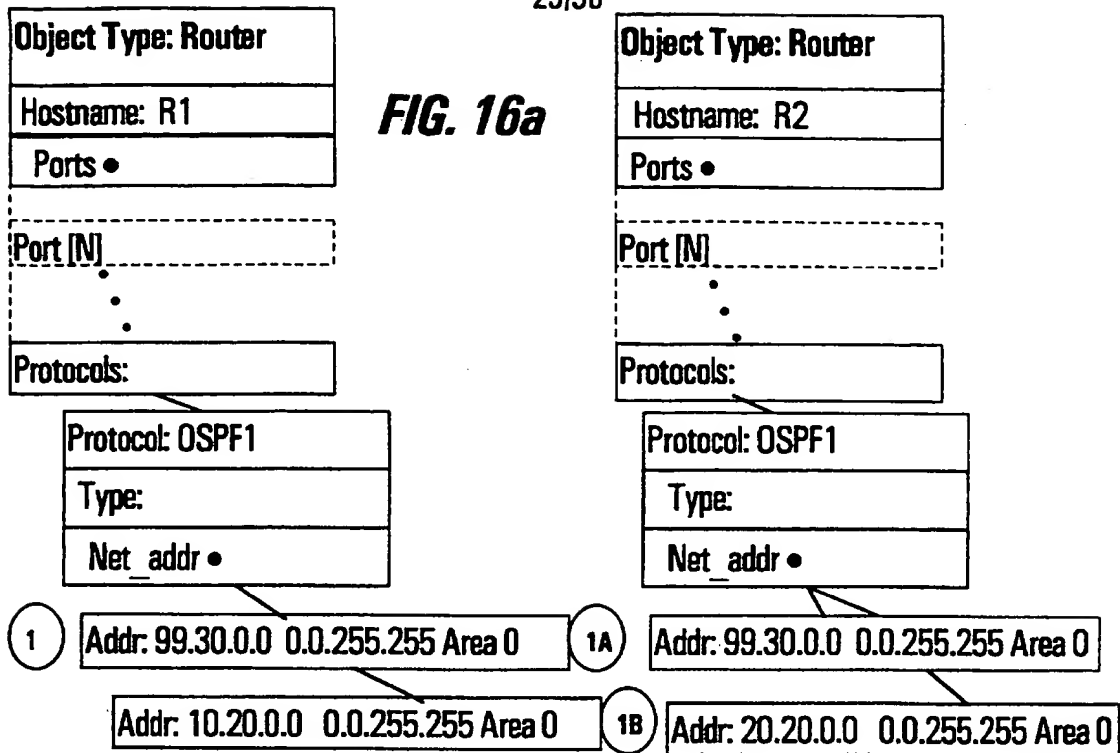 Object Type: Router
Hostname: R1
Ports
Port [N]
Protocols:
Protocol: OSPF1
Type:
Net_addr
1
Addr: 99.30.0.0 0.0.255.255 Area 0
Addr: 10.20.0.0 0.0.255.255 Area 0
FIG. 16a
Object Type: Router
Hostname: R2
Ports
Port [N]
Protocols:
Protocol: OSPF1
Type:
Net_addr
1A
Addr: 99.30.0.0 0.0.255.255 Area 0
1B
Addr: 20.20.0.0 0.0.255.255 Area 0